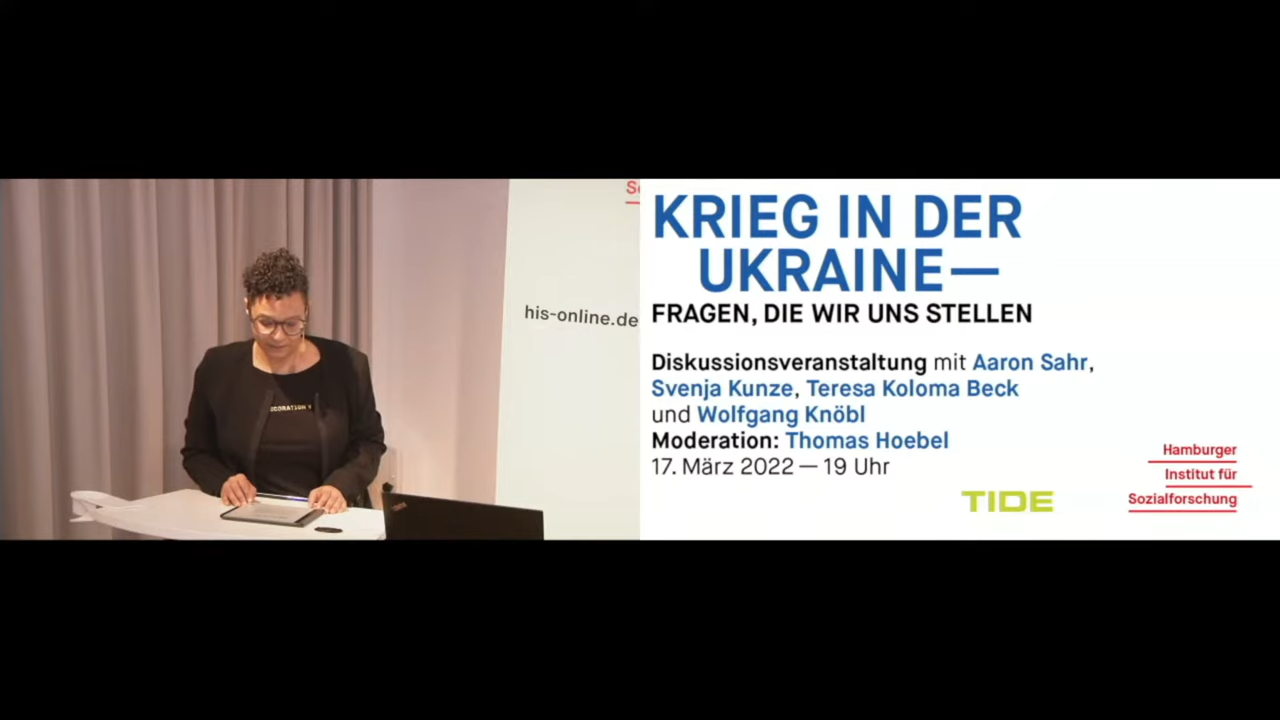 his-online.de
KRIEG IN DER
UKRAINE—
FRAGEN, DIE WIR UNS STELLEN
Diskussionsveranstaltung mit Aaron Sahr,
Svenja Kunze, Teresa Koloma Beck
und Wolfgang Knöbl
Moderation: Thomas Hoebel
17. März 2022 — 19 Uhr
TIDE
Hamburger
Institut für
Sozialforschung